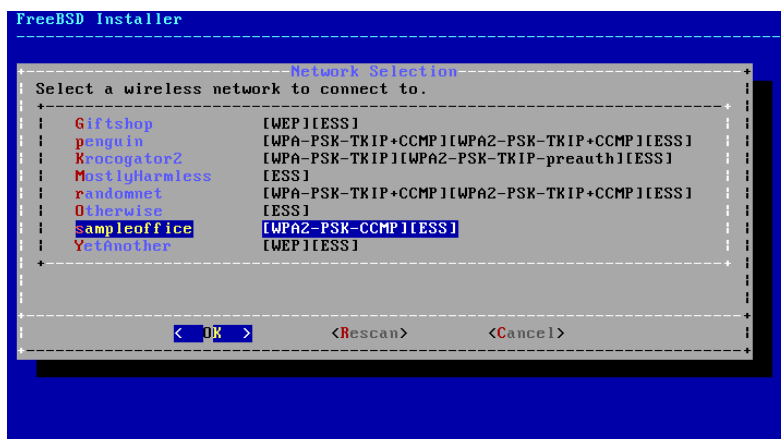 FreeBSD Installer
Network Selection
Select a wireless network to connect to.
Giftshop [WEP][ESS]
penguin [WPA-PSK-TKIP+CCMP][WPA2-PSK-TKIP+CCMP][ESS]
Krocogator2 [WPA-PSK-TKIP][WPA2-PSK-TKIP-preauth][ESS]
MostlyHarmless [ESS]
randomnet [WPA-PSK-TKIP+CCMP][WPA2-PSK-TKIP+CCMP][ESS]
Otherwise [ESS]
sampleoffice [WPA2-PSK-CCMP][ESS]
YetAnother [WEP][ESS]
< OK > <Rescan> <Cancel>